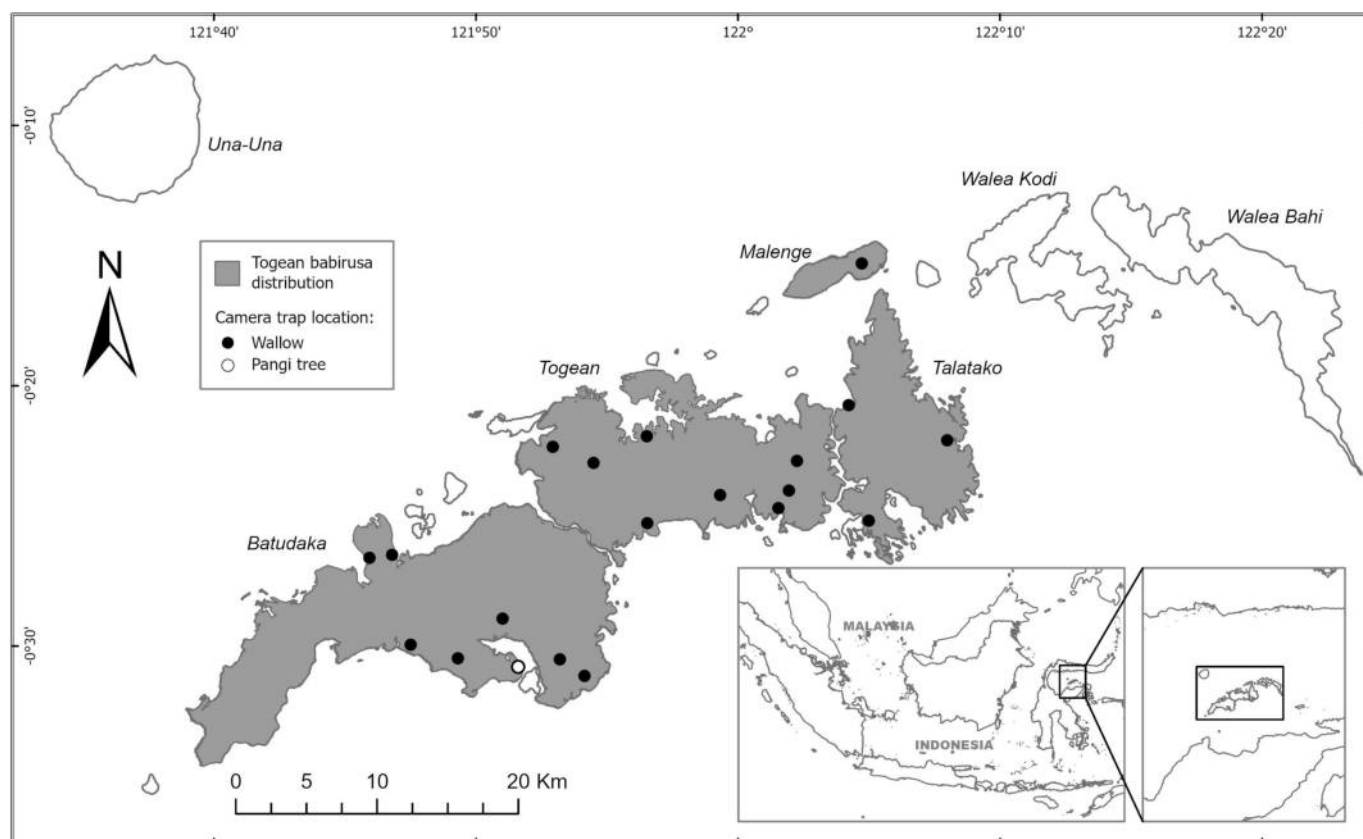 121°40'
121°50'
122°
122°10'
122°20'
-0°10'
Una-Una
Walea Kodi
Walea Bahi
N
Malenge
Togean babirusa
distribution
Camera trap location:
Wallow
Pangi tree
-0°20'
Togean
Talatako
Batudaka
-0°30'
MALAYSIA
INDONESIA
0 5 10 20 Km